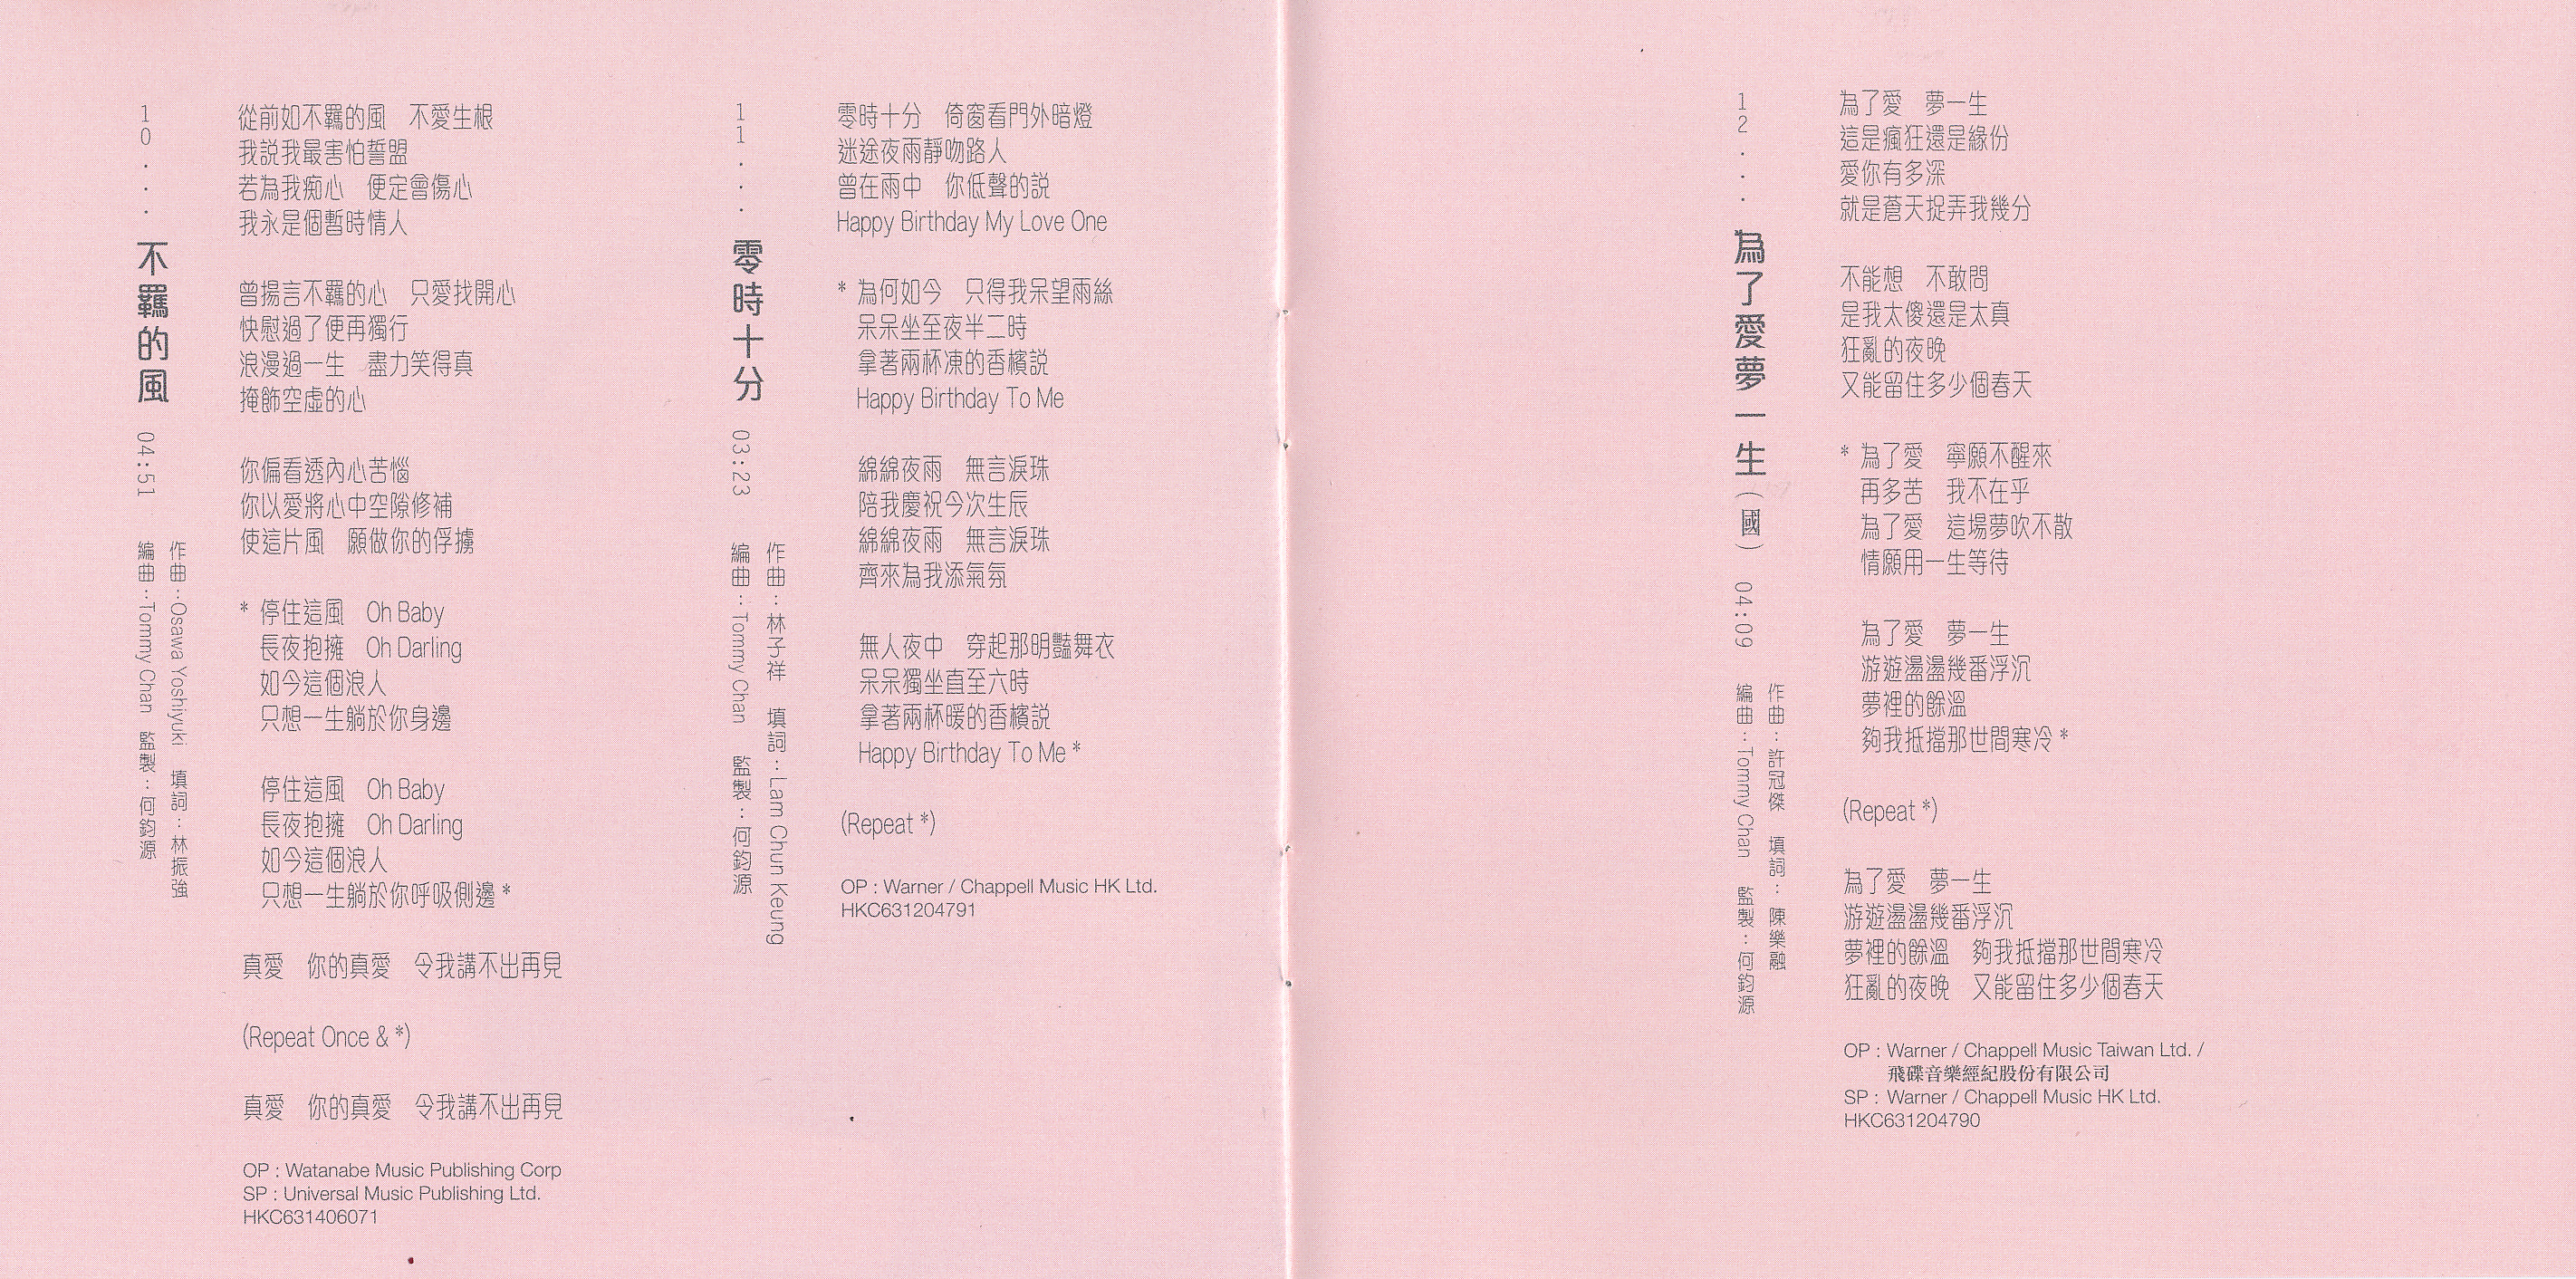 10...不羈的風 04:51
作曲：Osawa Yoshiyuki 填詞：林振強
編曲：Tommy Chan 監製：何鈞源
從前如不羈的風 不愛生根
我説我最害怕誓盟
若為我痴心 便定會傷心
我永是個暫時情人
曾揚言不羈的心 只愛找開心
快慰過了便再獨行
浪漫過一生 盡力笑得真
掩飾空虛的心
你偏看透內心苦惱
你以愛將心中空隙修補
使這片風 願做你的俘擄
* 停住這風 Oh Baby
長夜抱擁 Oh Darling
如今這個浪人
只想一生躺於你身邊
停住這風 Oh Baby
長夜抱擁 Oh Darling
如今這個浪人
只想一生躺於你呼吸側邊 *
真愛 你的真愛 令我講不出再見
(Repeat Once & *)
真愛 你的真愛 令我講不出再見
OP : Watanabe Music Publishing Corp
SP : Universal Music Publishing Ltd.
HKC631406071
11...零時十分 03:23
作曲：林子祥 填詞：Lam Chun Keung
編曲：Tommy Chan 監製：何鈞源
零時十分 倚窗看門外暗燈
迷途夜雨靜吻路人
曾在雨中 你低聲的説
Happy Birthday My Love One
* 為何如今 只得我呆望雨絲
呆呆坐至夜半二時
拿著兩杯凍的香檳説
Happy Birthday To Me
綿綿夜雨 無言淚珠
陪我慶祝今次生辰
綿綿夜雨 無言淚珠
齊來為我添氣氛
無人夜中 穿起那明豔舞衣
呆呆獨坐直至六時
拿著兩杯暖的香檳説
Happy Birthday To Me *
(Repeat *)
OP : Warner / Chappell Music HK Ltd.
HKC631204791
12...為了愛夢一生(國) 04:09
作曲：許冠傑 填詞：陳樂融
編曲：Tommy Chan 監製：何鈞源
為了愛 夢一生
這是瘋狂還是緣份
愛你有多深
就是蒼天捉弄我幾分
不能想 不敢問
是我太傻還是太真
狂亂的夜晚
又能留住多少個春天
* 為了愛 寧願不醒來
再多苦 我不在乎
為了愛 這場夢吹不散
情願用一生等待
為了愛 夢一生
游遊盪盪幾番浮沉
夢裡的餘溫
夠我抵擋那世間寒冷 *
(Repeat *)
為了愛 夢一生
游遊盪盪幾番浮沉
夢裡的餘溫 夠我抵擋那世間寒冷
狂亂的夜晚 又能留住多少個春天
OP : Warner / Chappell Music Taiwan Ltd. /
飛碟音樂經紀股份有限公司
SP : Warner / Chappell Music HK Ltd.
HKC631204790